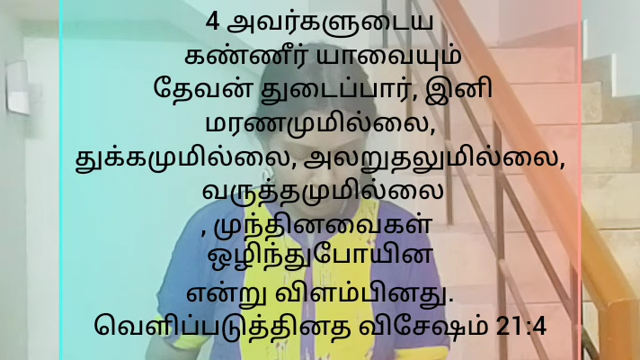 4 அவர்களுடைய
கண்ணீர் யாவையும்
தேவன் துடைப்பார், இனி
மரணமுமில்லை,
துக்கமுமில்லை, அலறுதலுமில்லை,
வருத்தமுமில்லை
, முந்தினவைகள்
ஒழிந்துபோயின
என்று விளம்பினது.
வெளிப்படுத்தினத விசேஷம் 21:4